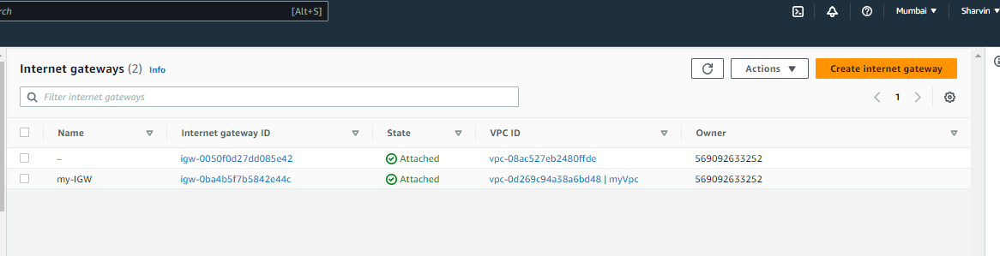 [Alt+S] Mumbai ▼ Sharvin ▼
Internet gateways (2) Info Actions ▼ Create internet gateway
Filter internet gateways 1
Name Internet gateway ID State VPC ID Owner
– igw-0050f0d27dd085e42 Attached vpc-08ac527eb2480ffde 569092633252
my-IGW igw-0ba4b5f7b5842e44c Attached vpc-0d269c94a38a6bd48 | myVpc 569092633252